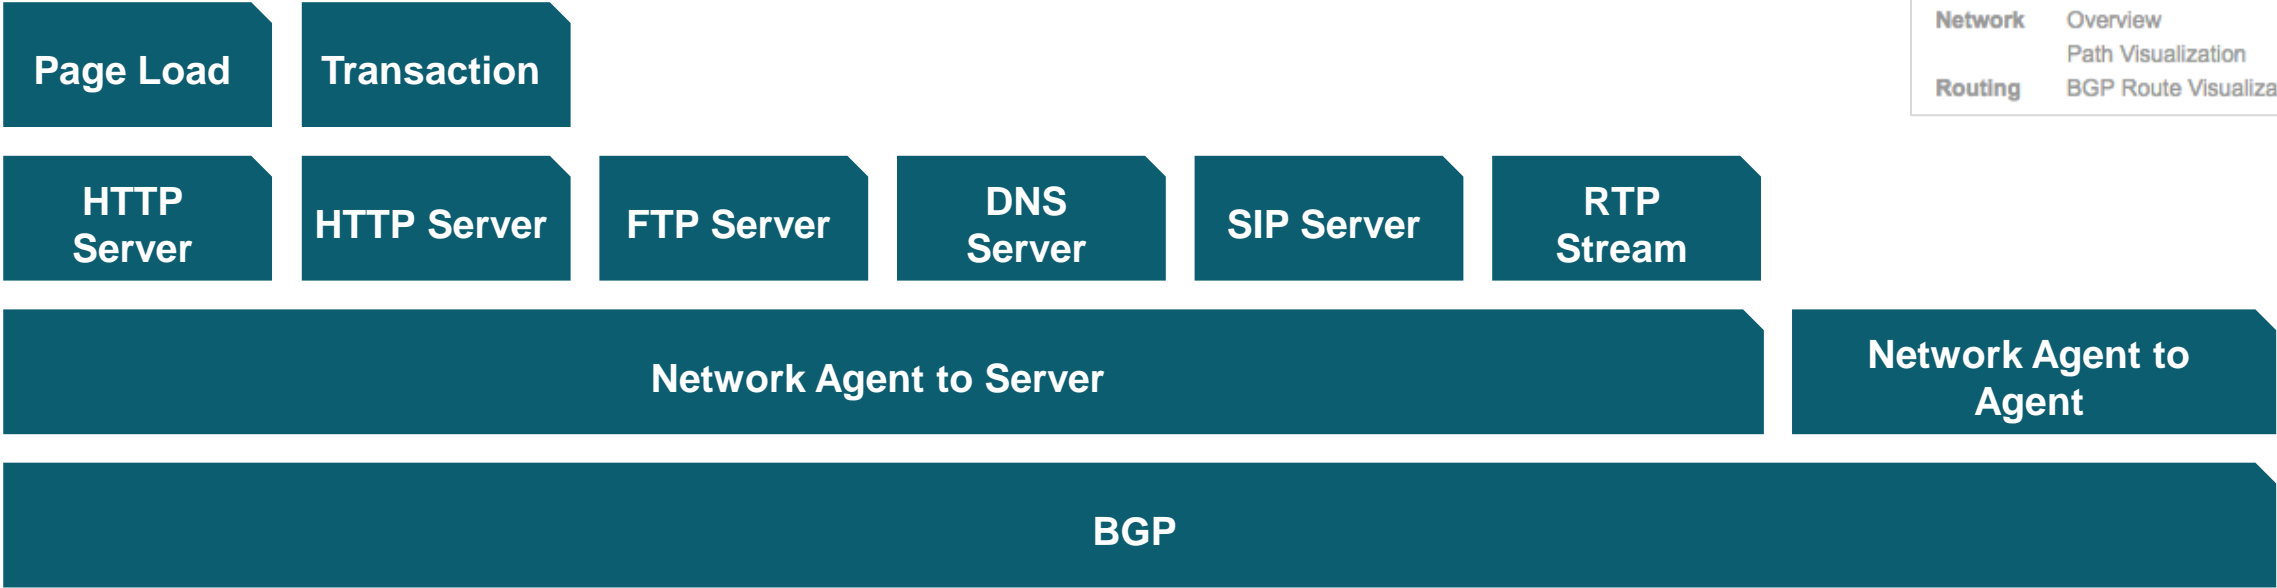 Page Load
Transaction
Network Overview
Path Visualization
Routing BGP Route Visualiza
HTTP
Server
HTTP Server
FTP Server
DNS
Server
SIP Server
RTP
Stream
Network Agent to Server
Network Agent to
Agent
BGP